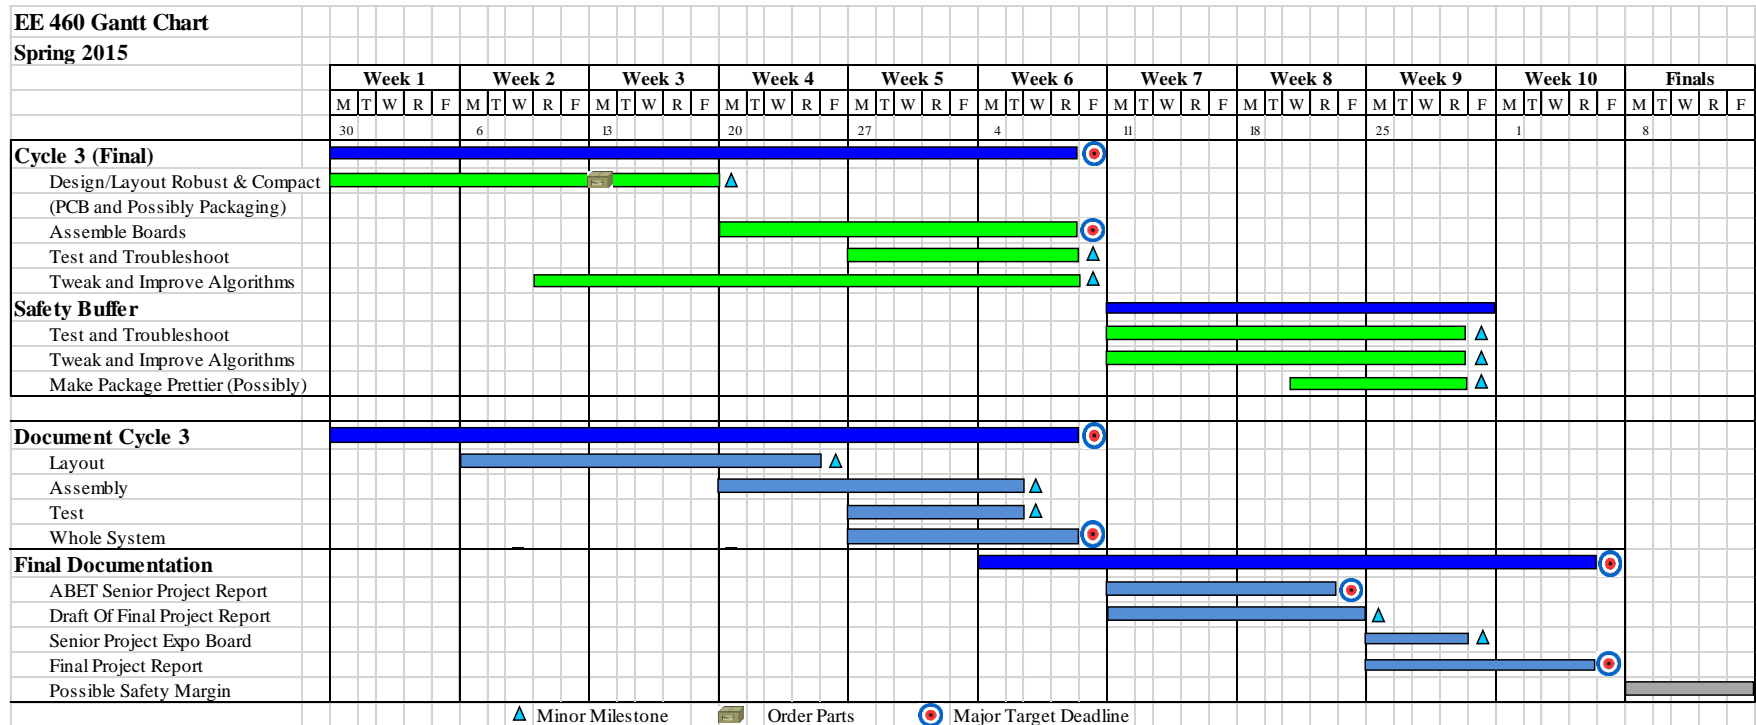 EE 460 Gantt Chart
Spring 2015
Week 1 Week 2 Week 3 Week 4 Week 5 Week 6 Week 7 Week 8 Week 9 Week 10 Finals
M T W R F M T W R F M T W R F M T W R F M T W R F M T W R F M T W R F M T W R F M T W R F M T W R F M T W R F
30 6 13 20 27 4 11 18 25 1 8
Cycle 3 (Final)
Design/Layout Robust & Compact
(PCB and Possibly Packaging)
Assemble Boards
Test and Troubleshoot
Tweak and Improve Algorithms
Safety Buffer
Test and Troubleshoot
Tweak and Improve Algorithms
Make Package Prettier (Possibly)
Document Cycle 3
Layout
Assembly
Test
Whole System
Final Documentation
ABET Senior Project Report
Draft Of Final Project Report
Senior Project Expo Board
Final Project Report
Possible Safety Margin
Minor Milestone Order Parts Major Target Deadline